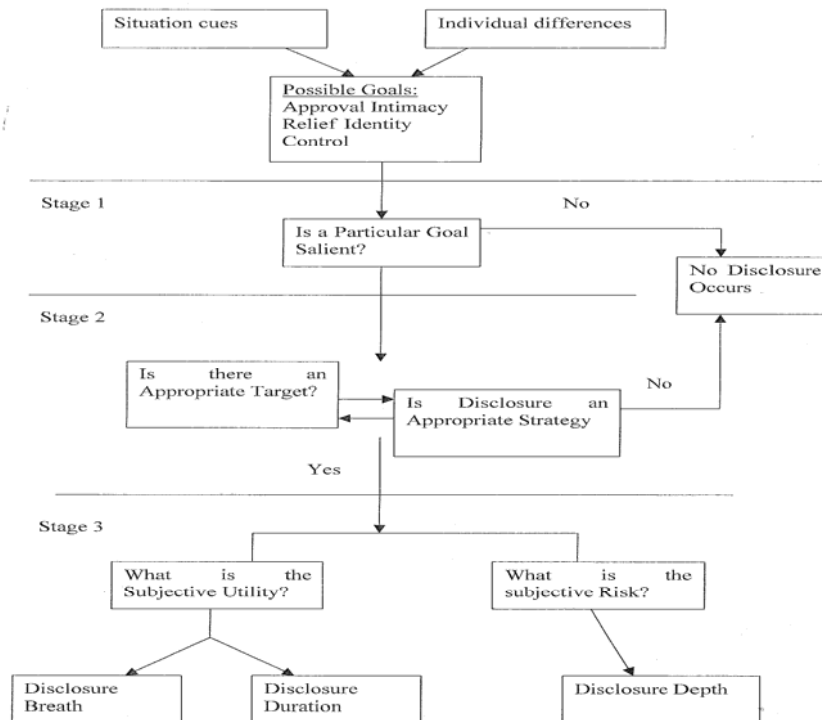 Situation cues
Individual differences
Possible Goals:
Approval Intimacy
Relief Identity
Control
Stage 1
No
Is a Particular Goal
Salient?
No Disclosure
Occurs
Stage 2
Is there an
Appropriate Target?
No
Is Disclosure an
Appropriate Strategy
Yes
Stage 3
What is the
Subjective Utility?
What is the
subjective Risk?
Disclosure
Breath
Disclosure
Duration
Disclosure Depth